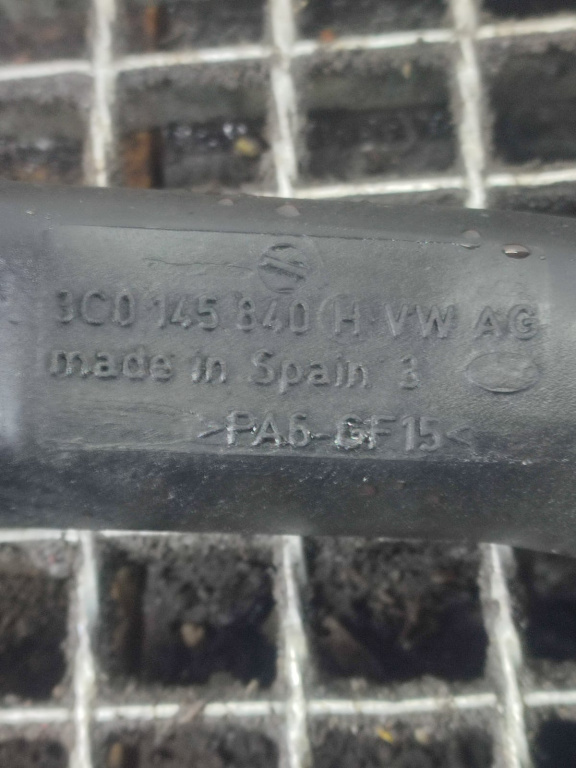 3C0 145 840 H VW AG
made in Spain 3
>PA6-GF15<